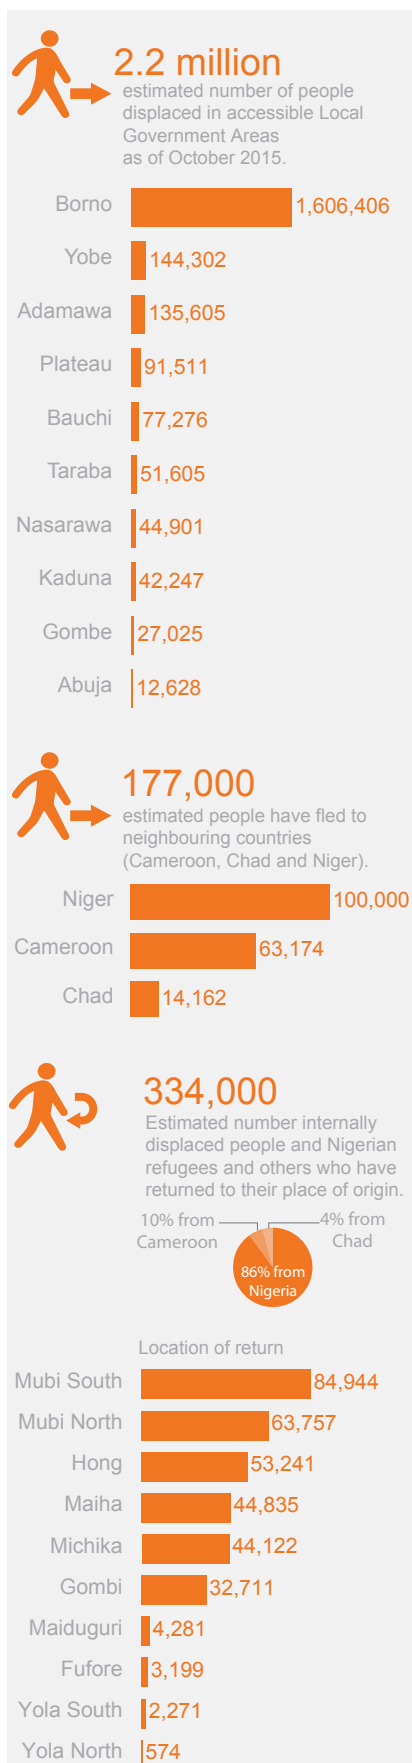 2.2 million
estimated number of people
displaced in accessible Local
Government Areas
as of October 2015.
Borno 1,606,406
Yobe 144,302
Adamawa 135,605
Plateau 91,511
Bauchi 77,276
Taraba 51,605
Nasarawa 44,901
Kaduna 42,247
Gombe 27,025
Abuja 12,628
177,000
estimated people have fled to
neighbouring countries
(Cameroon, Chad and Niger).
Niger 100,000
Cameroon 63,174
Chad 14,162
334,000
Estimated number internally
displaced people and Nigerian
refugees and others who have
returned to their place of origin.
10% from
Cameroon
4% from
Chad
86% from
Nigeria
Location of return
Mubi South 84,944
Mubi North 63,757
Hong 53,241
Maiha 44,835
Michika 44,122
Gombi 32,711
Maiduguri 4,281
Fufore 3,199
Yola South 2,271
Yola North 574